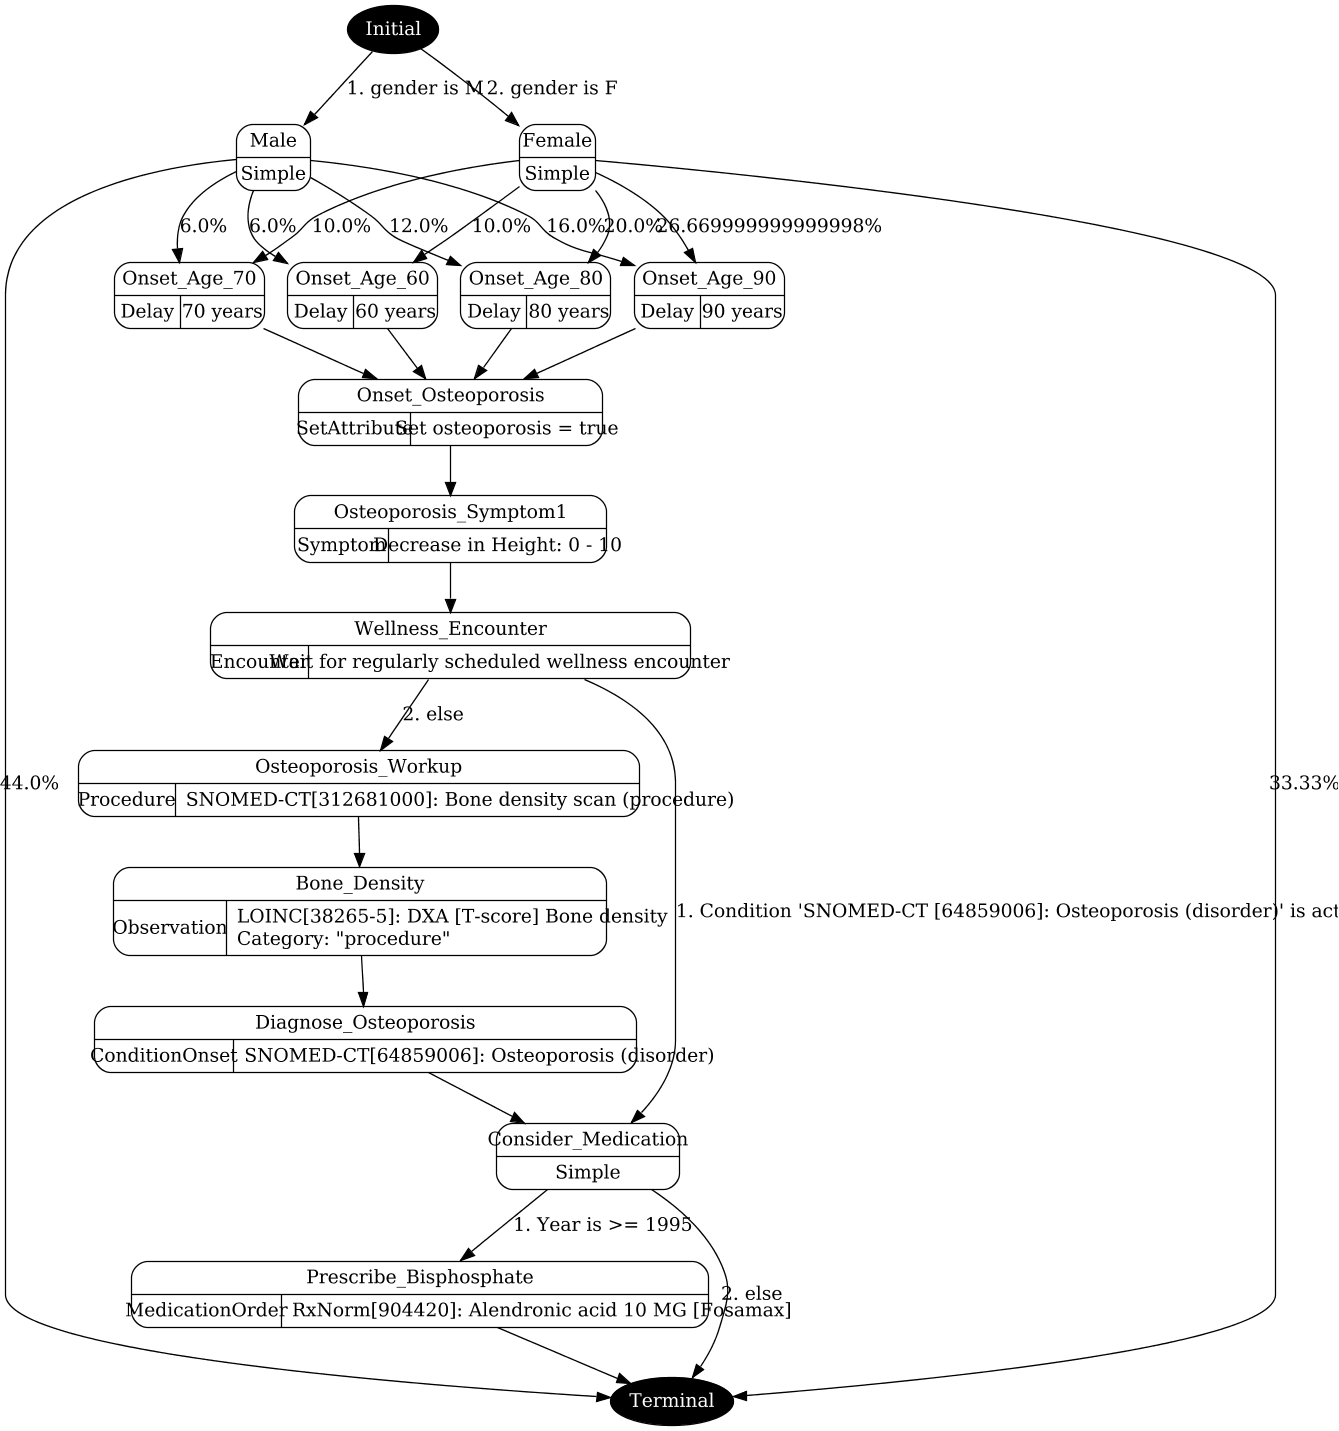 Initial
1. gender is M
2. gender is F
Male
Simple
Female
Simple
6.0%
6.0%
10.0%
12.0%
10.0%
16.0%
20.0%
26.669999999999998%
Onset_Age_70
Delay
70 years
Onset_Age_60
Delay
60 years
Onset_Age_80
Delay
80 years
Onset_Age_90
Delay
90 years
Onset_Osteoporosis
SetAttribute
Set osteoporosis = true
Osteoporosis_Symptom1
Symptom
Decrease in Height: 0 - 10
Wellness_Encounter
Encounter
Wait for regularly scheduled wellness encounter
2. else
Osteoporosis_Workup
Procedure
SNOMED-CT[312681000]: Bone density scan (procedure)
44.0%
33.33%
Bone_Density
Observation
LOINC[38265-5]: DXA [T-score] Bone density
Category: "procedure"
1. Condition 'SNOMED-CT [64859006]: Osteoporosis (disorder)' is act
Diagnose_Osteoporosis
ConditionOnset
SNOMED-CT[64859006]: Osteoporosis (disorder)
Consider_Medication
Simple
1. Year is >= 1995
Prescribe_Bisphosphate
MedicationOrder
RxNorm[904420]: Alendronic acid 10 MG [Fosamax]
2. else
Terminal